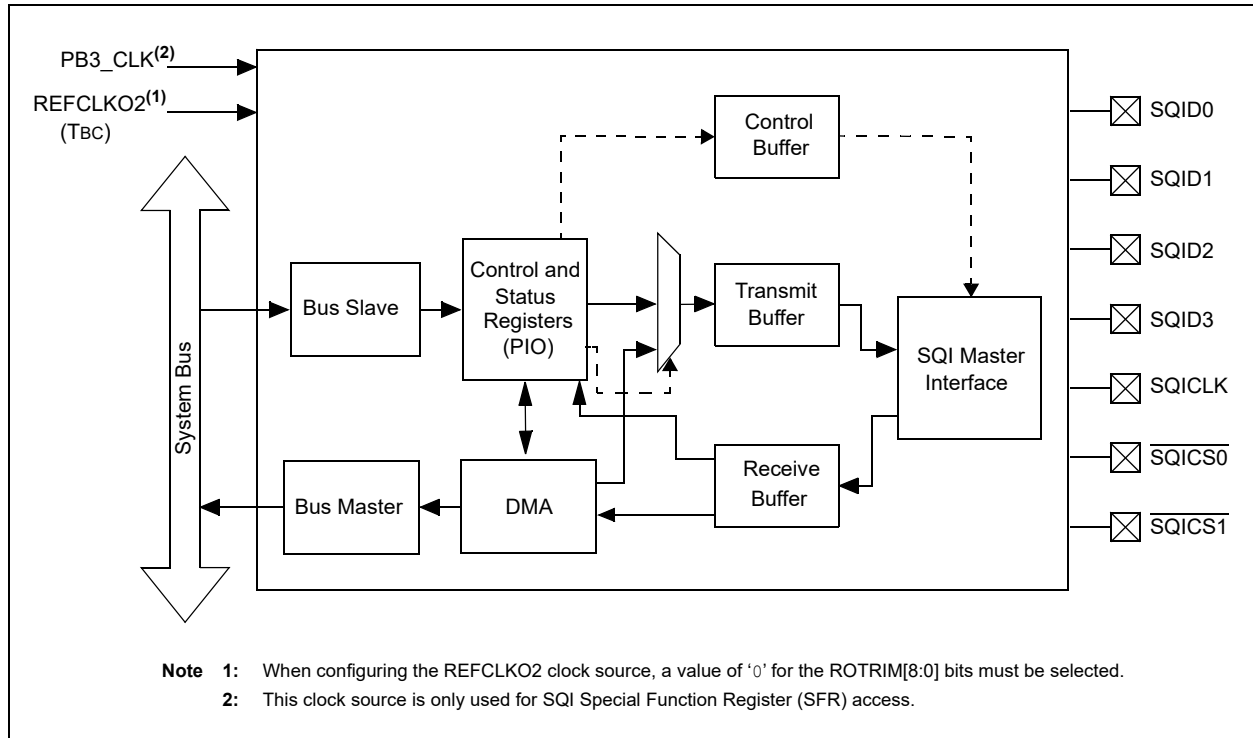 PB3_CLK(2)
REFCLKO2(1)
(TBC)
System Bus
Bus Slave
Control and
Status
Registers
(PIO)
Control
Buffer
Transmit
Buffer
SQI Master
Interface
Bus Master
DMA
Receive
Buffer
SQID0
SQID1
SQID2
SQID3
SQICLK
SQICS0
SQICS1
Note 1: When configuring the REFCLKO2 clock source, a value of ‘0’ for the ROTRIM[8:0] bits must be selected.
2: This clock source is only used for SQI Special Function Register (SFR) access.